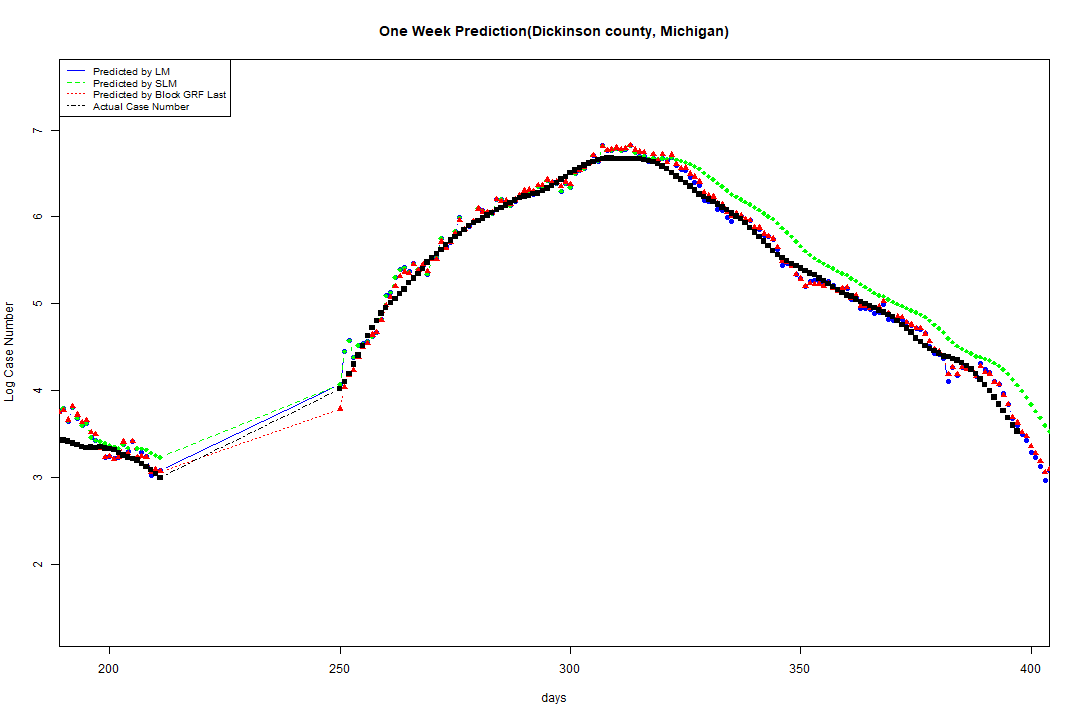 One Week Prediction(Dickinson county, Michigan)
Predicted by LM
Predicted by SLM
Predicted by Block GRF Last
Actual Case Number
Log Case Number
7
6
5
4
3
2
200 250 300 350 400
days